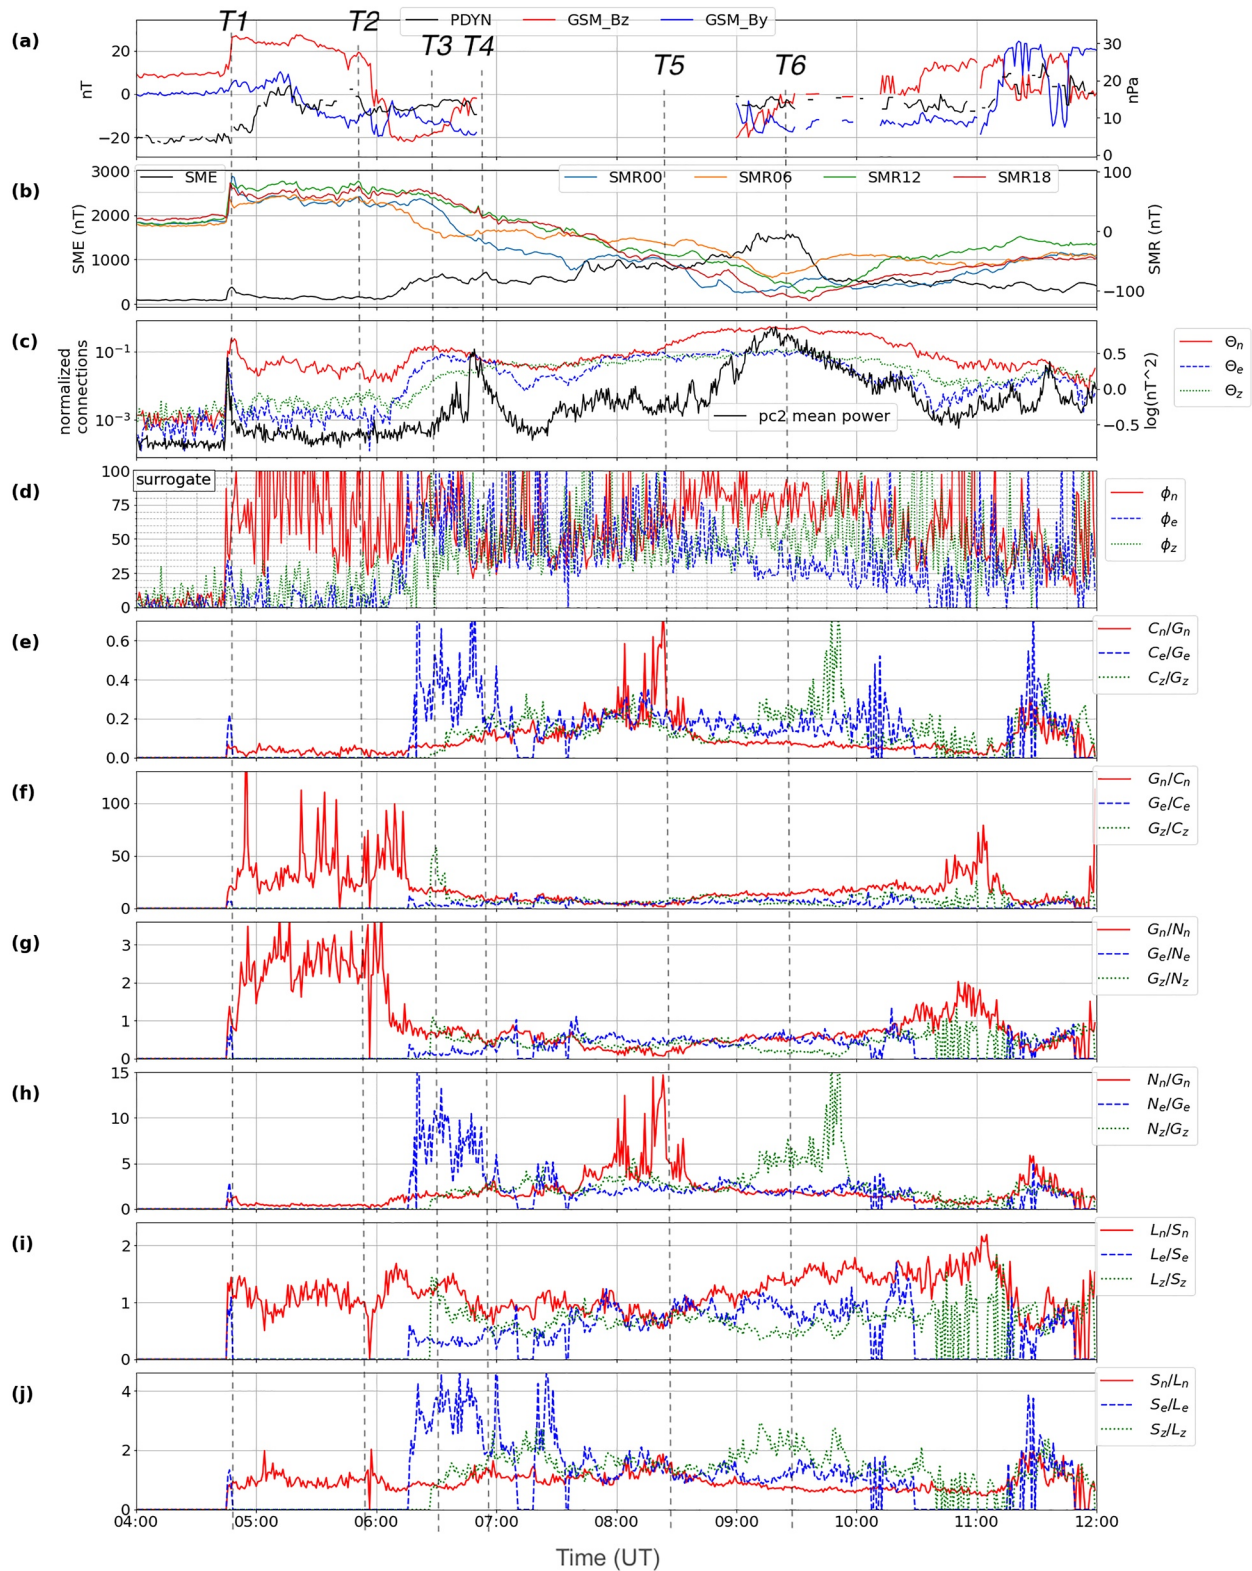 T1 T2 T3 T4 T5 T6
PDYN GSM_Bz GSM_By
(a)
nT
20
0
−20
30
20
10
0
nPa
(b)
SME (nT)
3000
2000
1000
0
SME SMR00 SMR06 SMR12 SMR18
100
0
−100
SMR (nT)
(c)
normalized
connections
10⁻¹
10⁻³
0.5
0.0
−0.5
log(nT^2)
pc2 mean power
Θn
Θe
Θz
(d)
surrogate
100
75
50
25
0
ϕn
ϕe
ϕz
(e)
0.6
0.4
0.2
0.0
Cn/Gn
Ce/Ge
Cz/Gz
(f)
100
50
0
Gn/Cn
Ge/Ce
Gz/Cz
(g)
3
2
1
0
Gn/Nn
Ge/Ne
Gz/Nz
(h)
15
10
5
0
Nn/Gn
Ne/Ge
Nz/Gz
(i)
2
1
0
Ln/Sn
Le/Se
Lz/Sz
(j)
4
2
0
Sn/Ln
Se/Le
Sz/Lz
04:00 05:00 06:00 07:00 08:00 09:00 10:00 11:00 12:00
Time (UT)